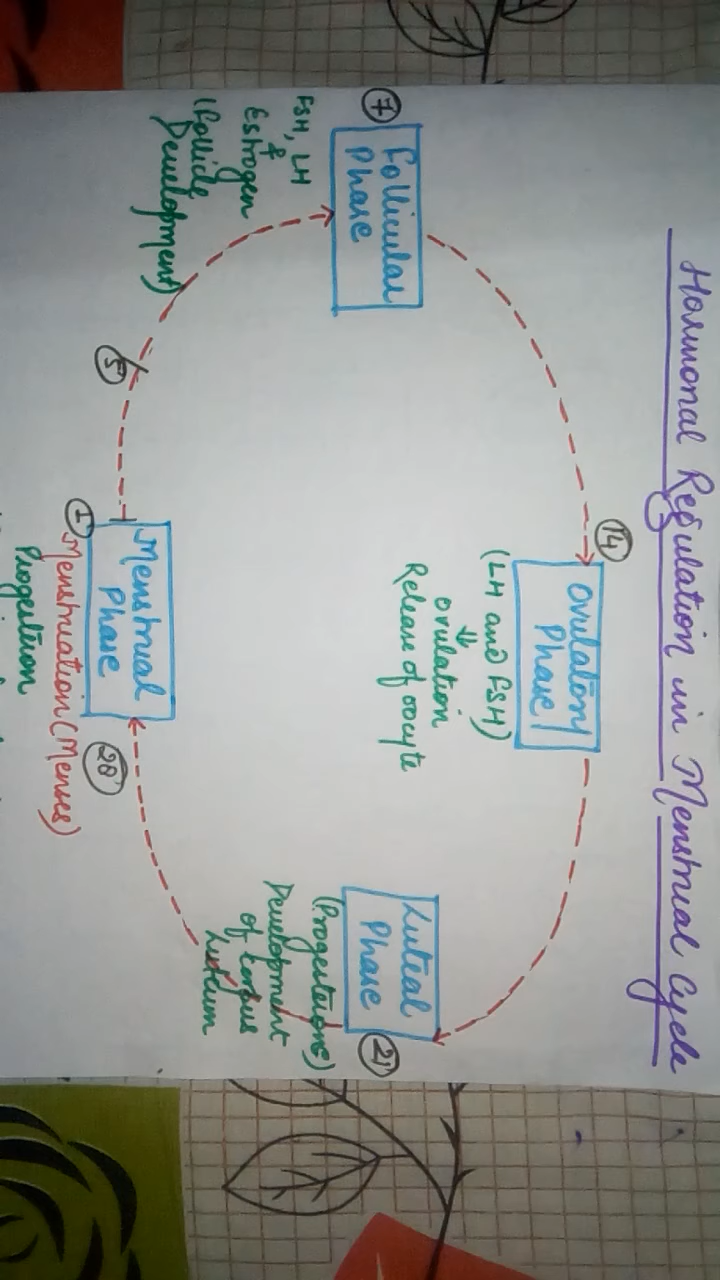 Hormonal Regulation in Menstrual Cycle
14
Ovulatory
Phase
(LH and FSH)
⇓
ovulation
Release of oocyte
7
Follicular
Phase
FSH, LH
&
Estrogen
(Follicle
Development)
Luteal
Phase
21
(Progesterone)
Development
of Corpus
luteum
5
Menstrual
Phase
1
28
Menstruation (Menses)